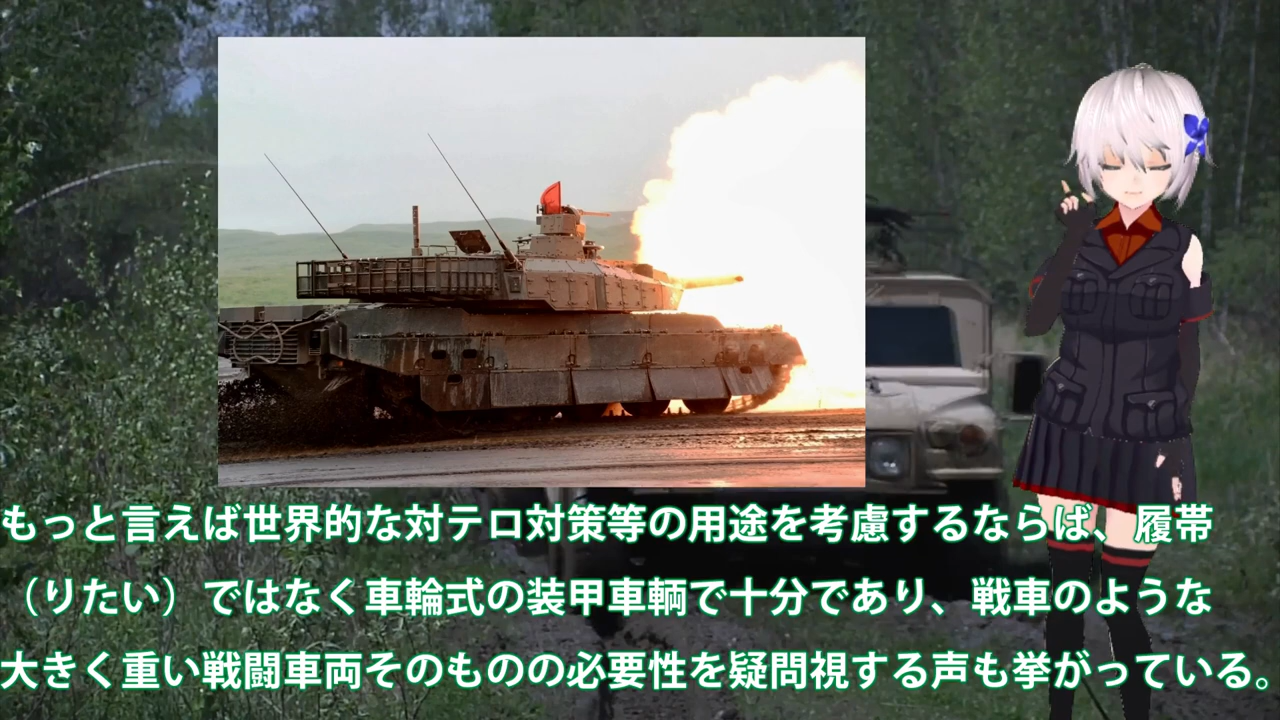 もっと言えば世界的な対テロ対策等の用途を考慮するならば、履帯
（りたい）ではなく車輪式の装甲車輌で十分であり、戦車のような
大きく重い戦闘車両そのものの必要性を疑問視する声も挙がっている。